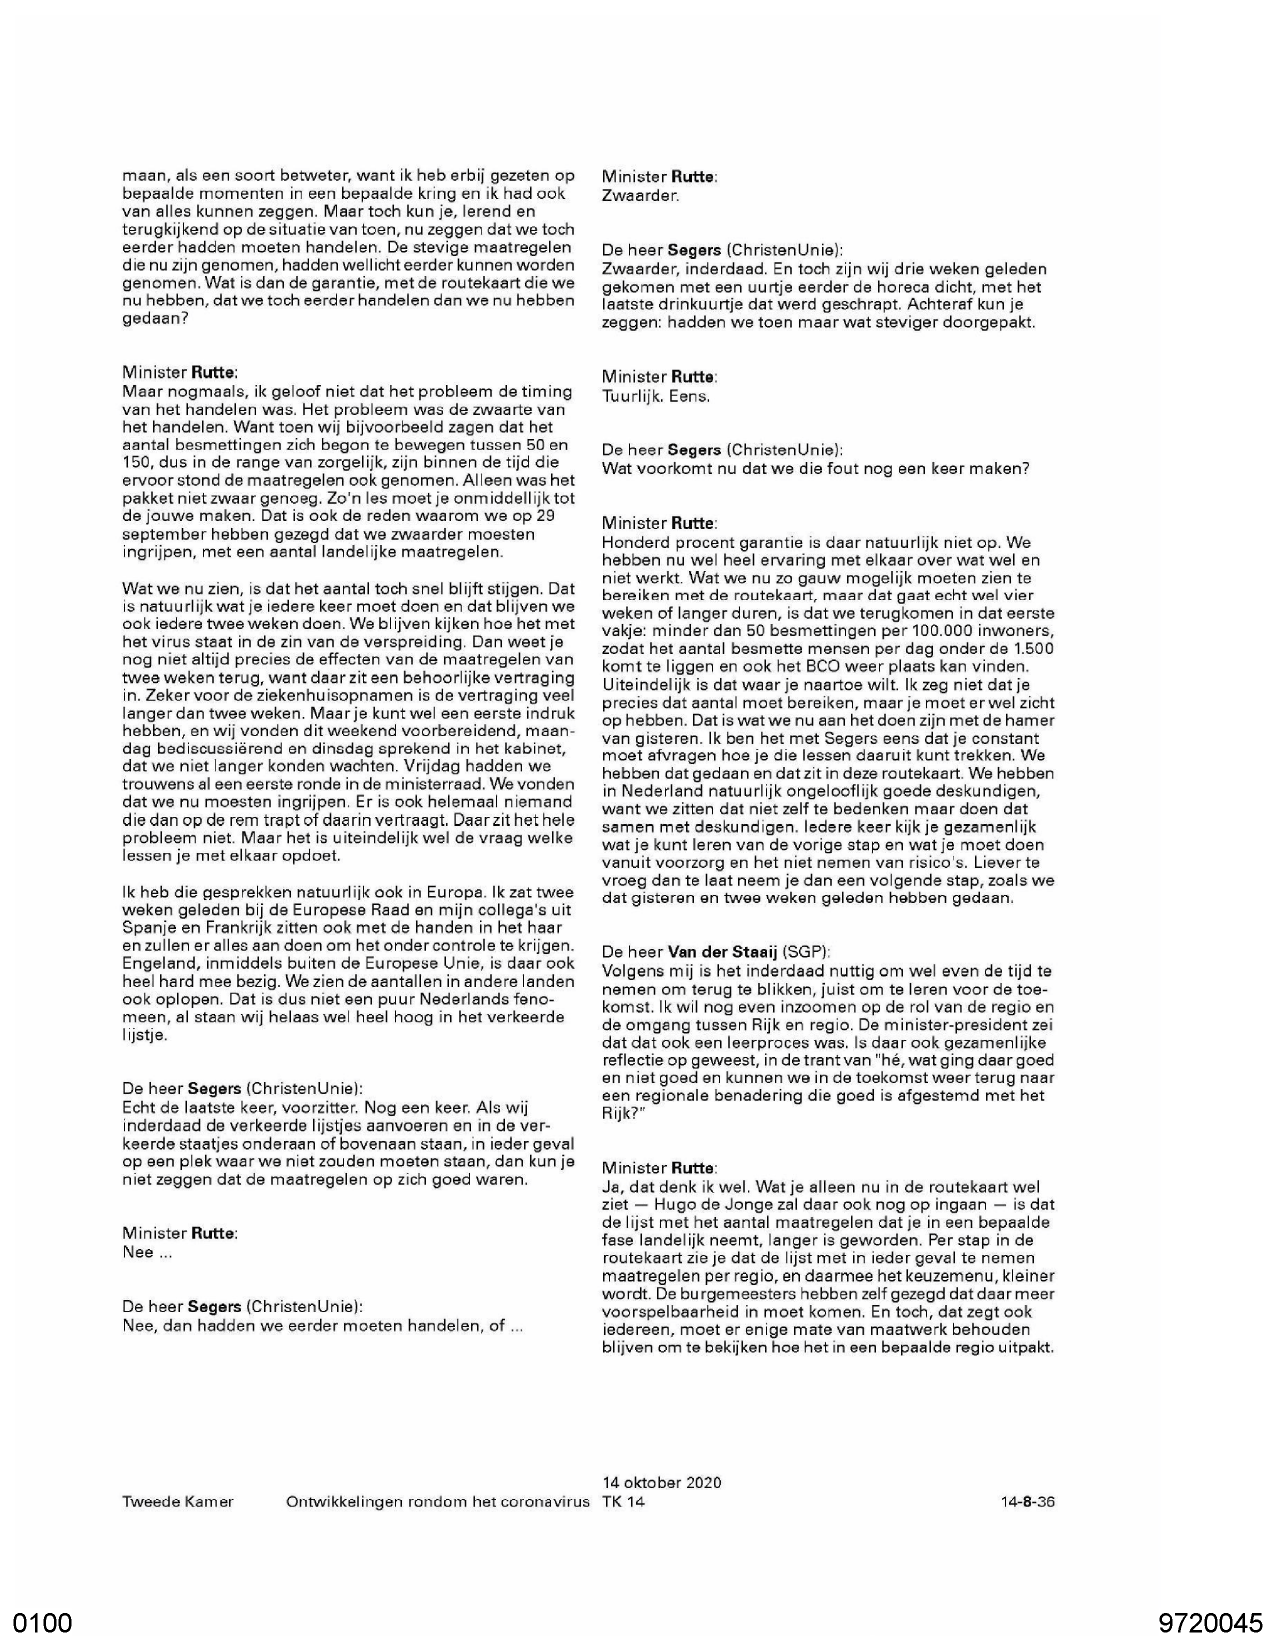 maan, als een soort betweter, want ik heb erbij gezeten op
bepaalde momenten in een bepaalde kring en ik had ook
van alles kunnen zeggen. Maar toch kun je, lerend en
terugkijkend op de situatie van toen, nu zeggen dat we toch
eerder hadden moeten handelen. De stevige maatregelen
die nu zijn genomen, hadden wellicht eerder kunnen worden
genomen. Wat is dan de garantie, met de routekaart die we
nu hebben, dat we toch eerder handelen dan we nu hebben
gedaan?
Minister Rutte:
Maar nogmaals, ik geloof niet dat het probleem de timing
van het handelen was. Het probleem was de zwaarte van
het handelen. Want toen wij bijvoorbeeld zagen dat het
aantal besmettingen zich begon te bewegen tussen 50 en
150, dus in de range van zorgelijk, zijn binnen de tijd die
ervoor stond de maatregelen ook genomen. Alleen was het
pakket niet zwaar genoeg. Zo'n les moet je onmiddellijk tot
de jouwe maken. Dat is ook de reden waarom we op 29
september hebben gezegd dat we zwaarder moesten
ingrijpen, met een aantal landelijke maatregelen.
Wat we nu zien, is dat het aantal toch snel blijft stijgen. Dat
is natuurlijk wat je iedere keer moet doen en dat blijven we
ook iedere twee weken doen. We blijven kijken hoe het met
het virus staat in de zin van de verspreiding. Dan weet je
nog niet altijd precies de effecten van de maatregelen van
twee weken terug, want daar zit een behoorlijke vertraging
in. Zeker voor de ziekenhuisopnamen is de vertraging veel
langer dan twee weken. Maar je kunt wel een eerste indruk
hebben, en wij vonden dit weekend voorbereidend, maan-
dag bediscussiërend en dinsdag sprekend in het kabinet,
dat we niet langer konden wachten. Vrijdag hadden we
trouwens al een eerste ronde in de ministerraad. We vonden
dat we nu moesten ingrijpen. Er is ook helemaal niemand
die dan op de rem trapt of daarin vertraagt. Daar zit het hele
probleem niet. Maar het is uiteindelijk wel de vraag welke
lessen je met elkaar opdoet.
Ik heb die gesprekken natuurlijk ook in Europa. Ik zat twee
weken geleden bij de Europese Raad en mijn collega's uit
Spanje en Frankrijk zitten ook met de handen in het haar
en zullen er alles aan doen om het onder controle te krijgen.
Engeland, inmiddels buiten de Europese Unie, is daar ook
heel hard mee bezig. We zien de aantallen in andere landen
ook oplopen. Dat is dus niet een puur Nederlands feno-
meen, al staan wij helaas wel heel hoog in het verkeerde
lijstje.
De heer Segers (ChristenUnie):
Echt de laatste keer, voorzitter. Nog een keer. Als wij
inderdaad de verkeerde lijstjes aanvoeren en in de ver-
keerde staatjes onderaan of bovenaan staan, in ieder geval
op een plek waar we niet zouden moeten staan, dan kun je
niet zeggen dat de maatregelen op zich goed waren.
Minister Rutte:
Nee ...
De heer Segers (ChristenUnie):
Nee, dan hadden we eerder moeten handelen, of ...
Minister Rutte:
Zwaarder.
De heer Segers (ChristenUnie):
Zwaarder, inderdaad. En toch zijn wij drie weken geleden
gekomen met een uurtje eerder de horeca dicht, met het
laatste drinkuurtje dat werd geschrapt. Achteraf kun je
zeggen: hadden we toen maar wat steviger doorgepakt.
Minister Rutte:
Tuurlijk. Eens.
De heer Segers (ChristenUnie):
Wat voorkomt nu dat we die fout nog een keer maken?
Minister Rutte:
Honderd procent garantie is daar natuurlijk niet op. We
hebben nu wel heel ervaring met elkaar over wat wel en
niet werkt. Wat we nu zo gauw mogelijk moeten zien te
bereiken met de routekaart, maar dat gaat echt wel vier
weken of langer duren, is dat we terugkomen in dat eerste
vakje: minder dan 50 besmettingen per 100.000 inwoners,
zodat het aantal besmette mensen per dag onder de 1.500
komt te liggen en ook het BCO weer plaats kan vinden.
Uiteindelijk is dat waar je naartoe wilt. Ik zeg niet dat je
precies dat aantal moet bereiken, maar je moet er wel zicht
op hebben. Dat is wat we nu aan het doen zijn met de hamer
van gisteren. Ik ben het met Segers eens dat je constant
moet afvragen hoe je die lessen daaruit kunt trekken. We
hebben dat gedaan en dat zit in deze routekaart. We hebben
in Nederland natuurlijk ongelooflijk goede deskundigen,
want we zitten dat niet zelf te bedenken maar doen dat
samen met deskundigen. Iedere keer kijk je gezamenlijk
wat je kunt leren van de vorige stap en wat je moet doen
vanuit voorzorg en het niet nemen van risico's. Liever te
vroeg dan te laat neem je dan een volgende stap, zoals we
dat gisteren en twee weken geleden hebben gedaan.
De heer Van der Staaij (SGP):
Volgens mij is het inderdaad nuttig om wel even de tijd te
nemen om terug te blikken, juist om te leren voor de toe-
komst. Ik wil nog even inzoomen op de rol van de regio en
de omgang tussen Rijk en regio. De minister-president zei
dat dat ook een leerproces was. Is daar ook gezamenlijke
reflectie op geweest, in de trant van "hé, wat ging daar goed
en niet goed en kunnen we in de toekomst weer terug naar
een regionale benadering die goed is afgestemd met het
Rijk?"
Minister Rutte:
Ja, dat denk ik wel. Wat je alleen nu in de routekaart wel
ziet — Hugo de Jonge zal daar ook nog op ingaan — is dat
de lijst met het aantal maatregelen dat je in een bepaalde
fase landelijk neemt, langer is geworden. Per stap in de
routekaart zie je dat de lijst met in ieder geval te nemen
maatregelen per regio, en daarmee het keuzemenu, kleiner
wordt. De burgemeesters hebben zelf gezegd dat daar meer
voorspelbaarheid in moet komen. En toch, dat zegt ook
iedereen, moet er enige mate van maatwerk behouden
blijven om te bekijken hoe het in een bepaalde regio uitpakt.
14 oktober 2020
Tweede Kamer Ontwikkelingen rondom het coronavirus TK 14 14-8-36
0100 9720045